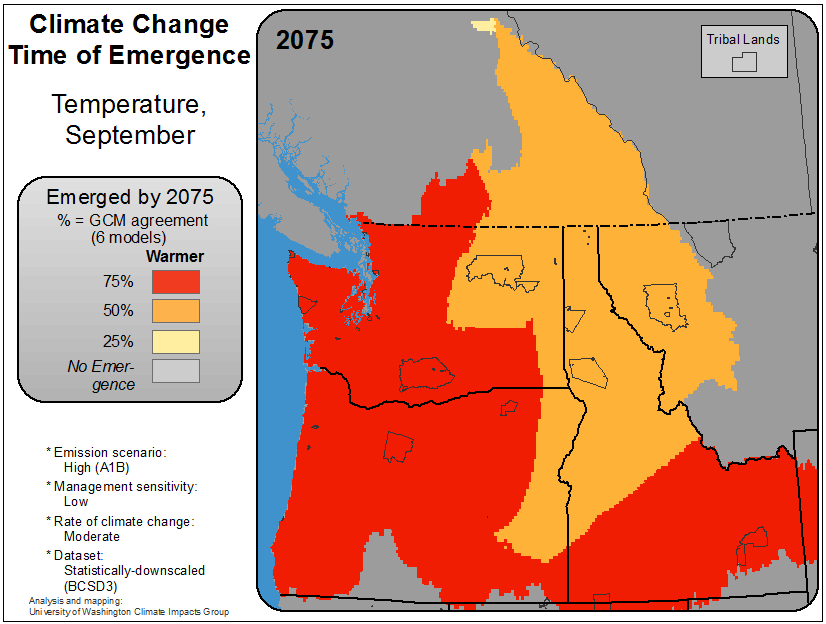 Climate Change
Time of Emergence
Temperature,
September
Emerged by 2075
% = GCM agreement
(6 models)
Warmer
75%
50%
25%
No Emer-
gence
* Emission scenario:
High (A1B)
* Management sensitivity:
Low
* Rate of climate change:
Moderate
* Dataset:
Statistically-downscaled
(BCSD3)
Analysis and mapping:
University of Washington Climate Impacts Group
2075
Tribal Lands